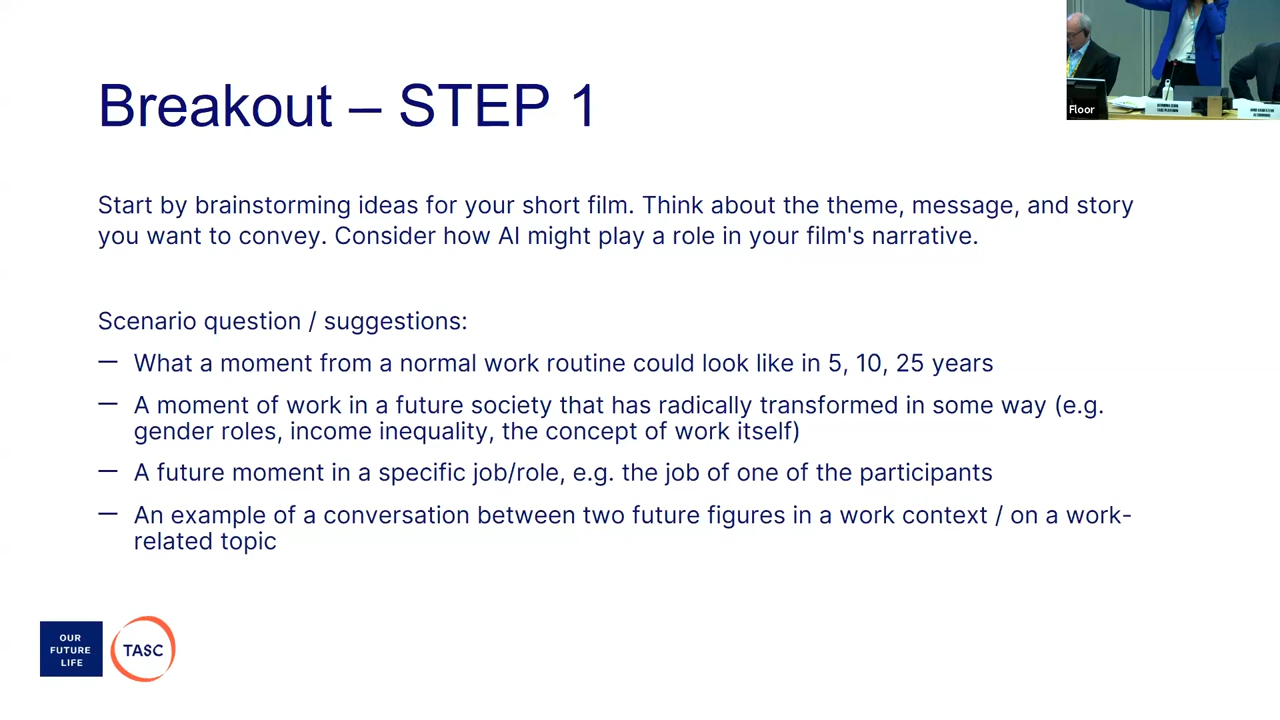 Breakout – STEP 1
Floor
Start by brainstorming ideas for your short film. Think about the theme, message, and story
you want to convey. Consider how AI might play a role in your film's narrative.
Scenario question / suggestions:
— What a moment from a normal work routine could look like in 5, 10, 25 years
— A moment of work in a future society that has radically transformed in some way (e.g.
gender roles, income inequality, the concept of work itself)
— A future moment in a specific job/role, e.g. the job of one of the participants
— An example of a conversation between two future figures in a work context / on a work-
related topic
OUR
FUTURE
LIFE
TASC